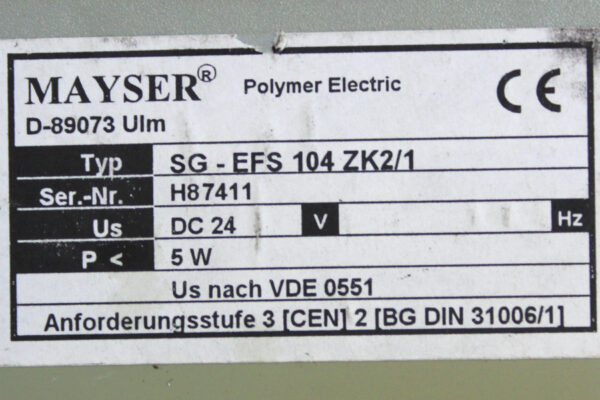 MAYSER® Polymer Electric CE
D-89073 Ulm
Typ SG - EFS 104 ZK2/1
Ser.-Nr. H87411
Us DC 24 V Hz
P < 5 W
Us nach VDE 0551
Anforderungsstufe 3 [CEN] 2 [BG DIN 31006/1]